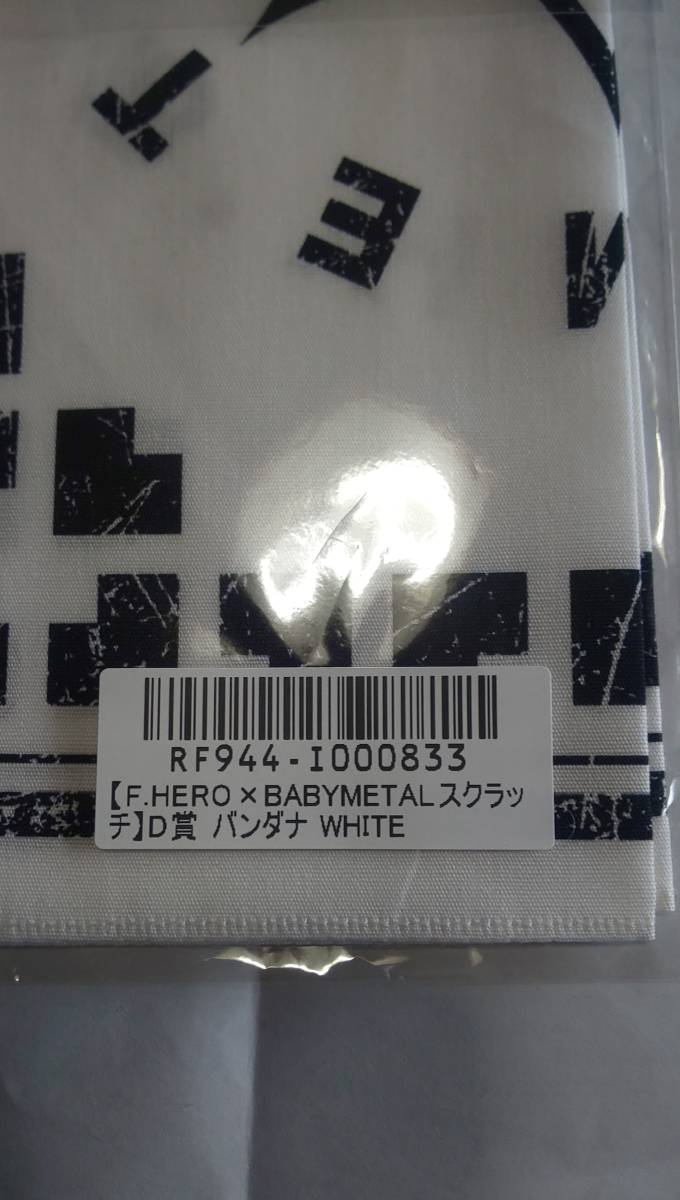 T
E
RF944-I000833
【F.HERO×BABYMETALスクラッ
チ】D賞 バンダナ WHITE